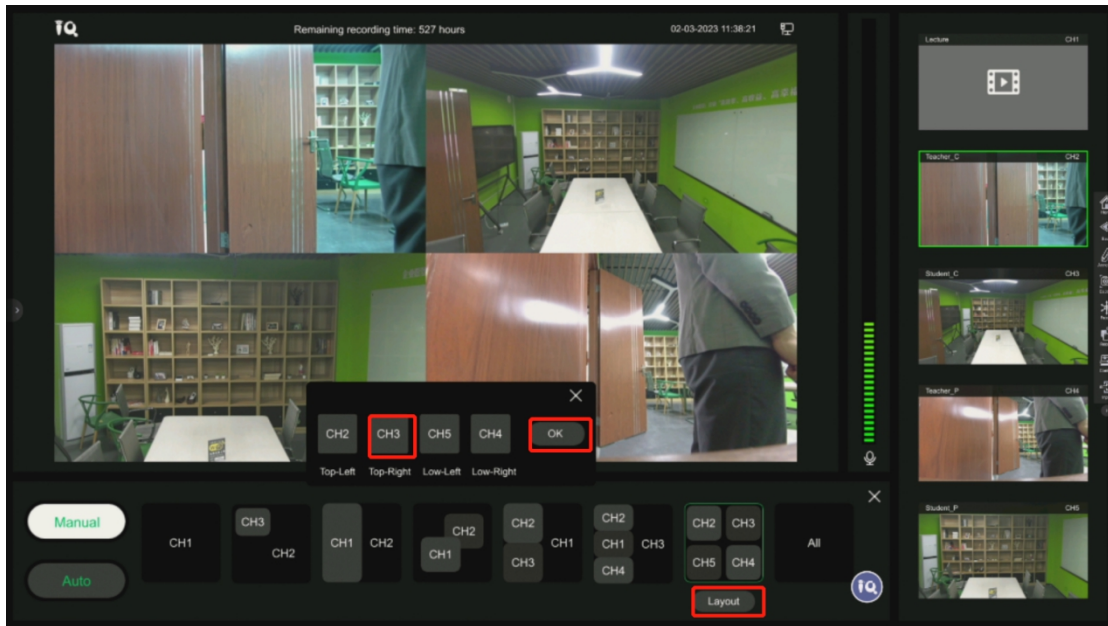 IQ
Remaining recording time: 527 hours
02-03-2023 11:38:21
Lecture CH1
Teacher_C CH2
Student_C CH3
Teacher_P CH4
Student_P CH5
CH2 CH3 CH5 CH4 OK
Top-Left Top-Right Low-Left Low-Right
Manual
Auto
CH1
CH3
CH2
CH1 CH2
CH2
CH1
CH2
CH3
CH1
CH2
CH1
CH4
CH3
CH2 CH3
CH5 CH4
All
Layout
IQ